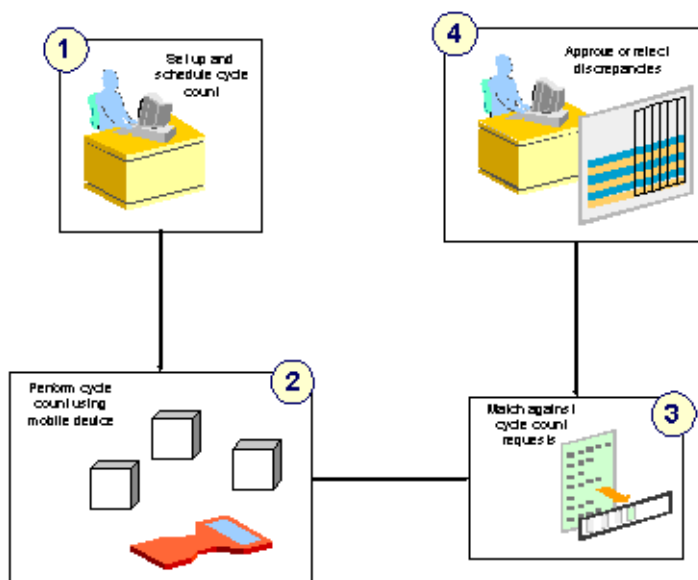 1
Set up and
schedule cycle
count
2
Perform cycle
count using
mobile device
3
Match against
cycle count
requests
4
Approve or reject
discrepancies